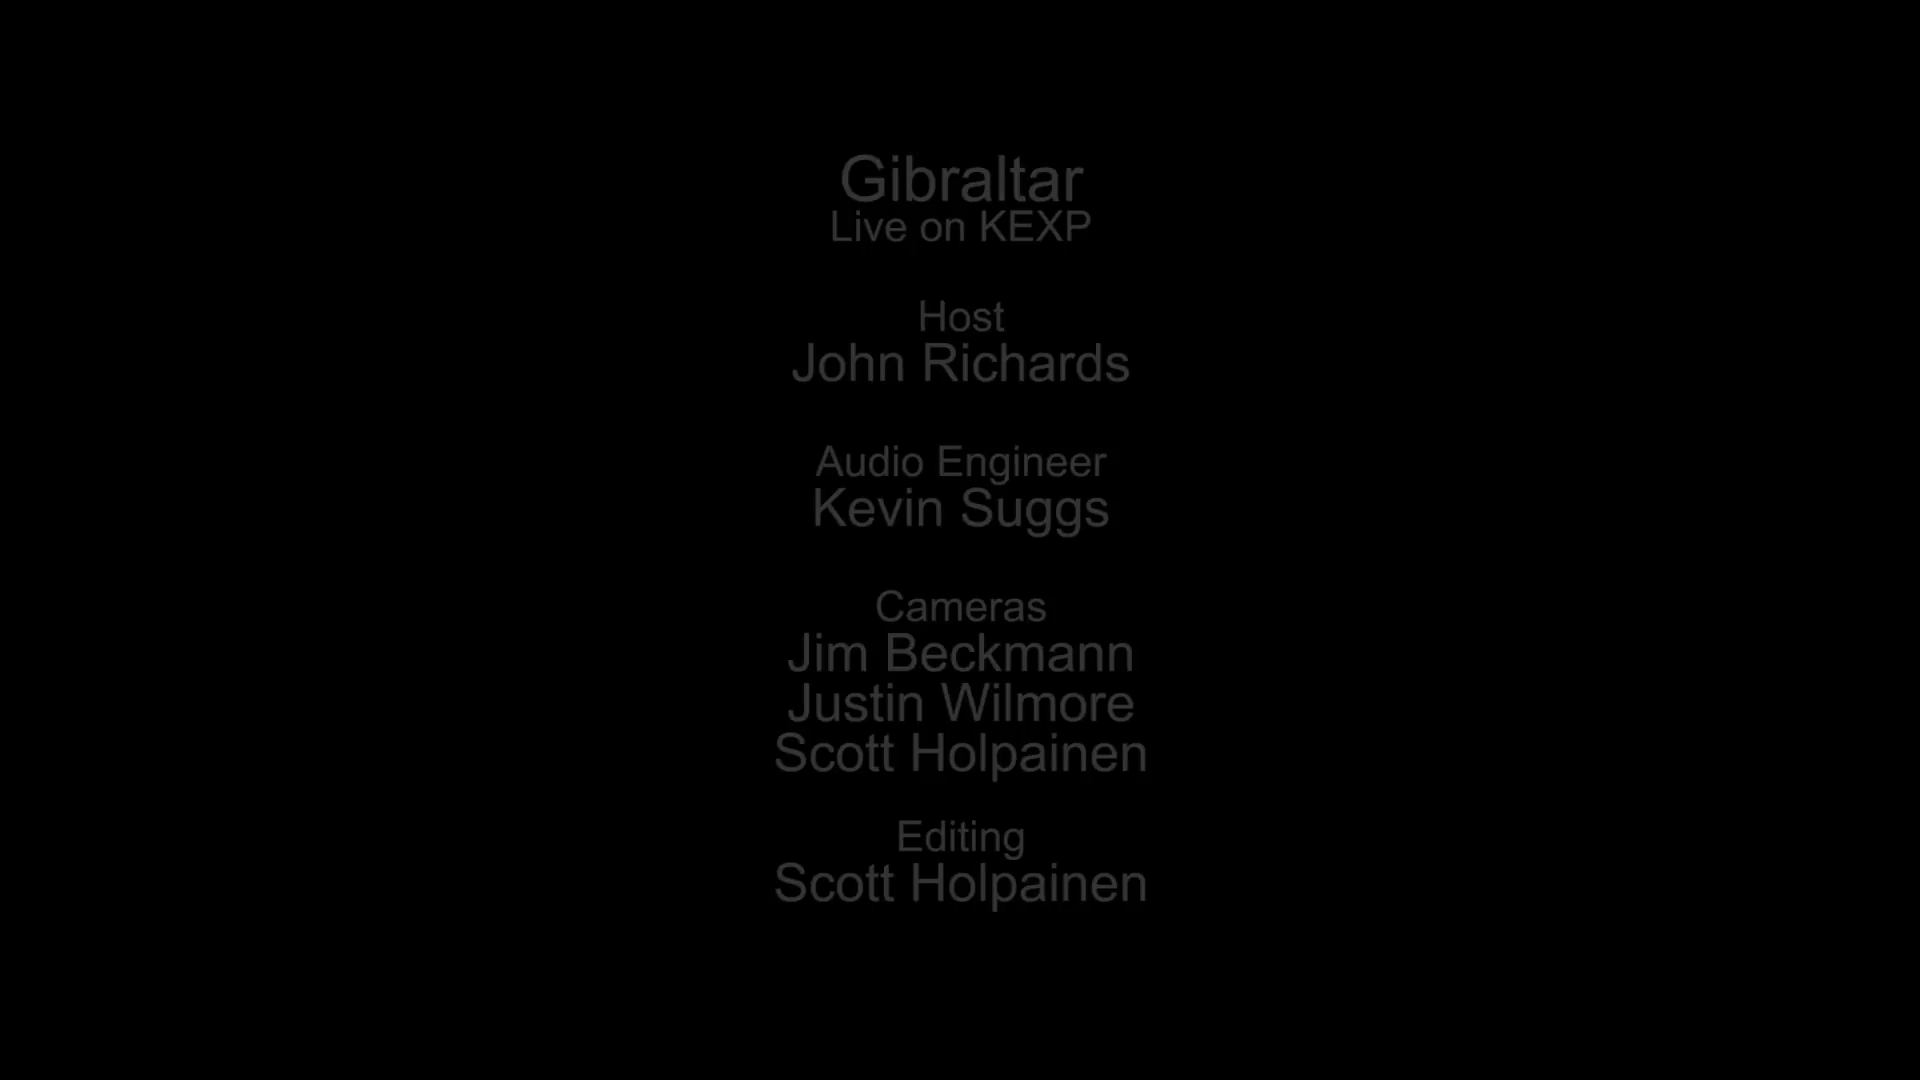 Gibraltar
Live on KEXP
Host
John Richards
Audio Engineer
Kevin Suggs
Cameras
Jim Beckmann
Justin Wilmore
Scott Holpainen
Editing
Scott Holpainen